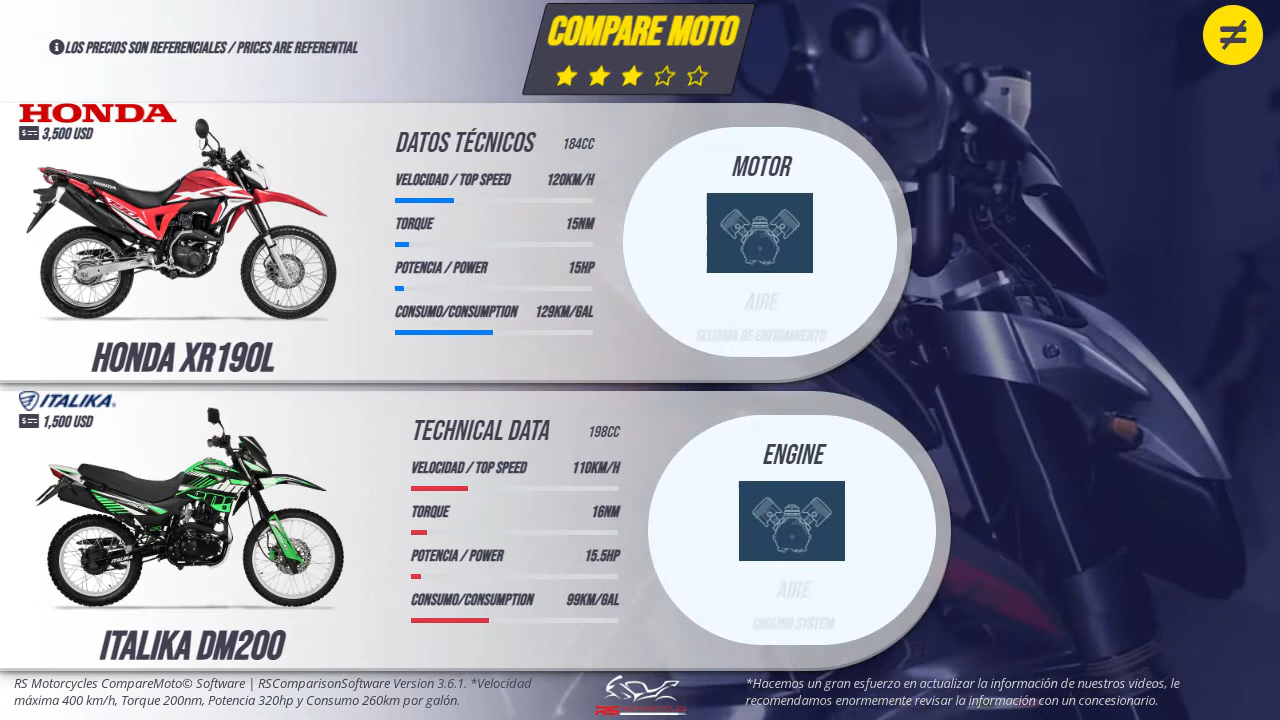 COMPARE MOTO
LOS PRECIOS SON REFERENCIALES / PRICES ARE REFERENTIAL
HONDA
3,500 USD
DATOS TÉCNICOS 184CC
VELOCIDAD / TOP SPEED 120KM/H
TORQUE 15NM
POTENCIA / POWER 15HP
CONSUMO/CONSUMPTION 129KM/GAL
MOTOR
AIRE
SISTEMA DE ENFRIAMIENTO
HONDA XR190L
ITALIKA
1,500 USD
TECHNICAL DATA 198CC
VELOCIDAD / TOP SPEED 110KM/H
TORQUE 16NM
POTENCIA / POWER 15.5HP
CONSUMO/CONSUMPTION 99KM/GAL
ENGINE
AIRE
SYSTEM
ITALIKA DM200
RS Motorcycles CompareMoto© Software | RSComparisonSoftware Version 3.6.1. *Velocidad
máxima 400 km/h, Torque 200nm, Potencia 320hp y Consumo 260km por galón.
RS
*Hacemos un gran esfuerzo en actualizar la información de nuestros videos, le
recomendamos enormemente revisar la información con un concesionario.